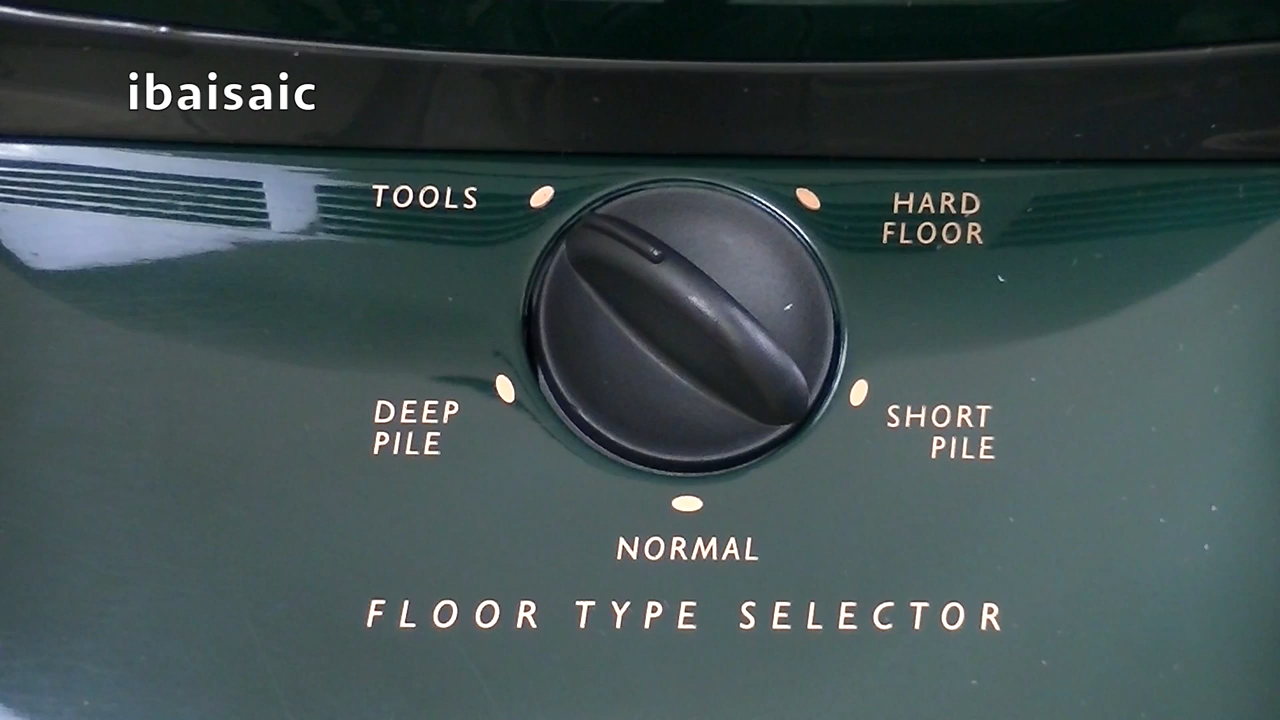 ibaisaic
TOOLS
HARD
FLOOR
DEEP
PILE
SHORT
PILE
NORMAL
FLOOR TYPE SELECTOR